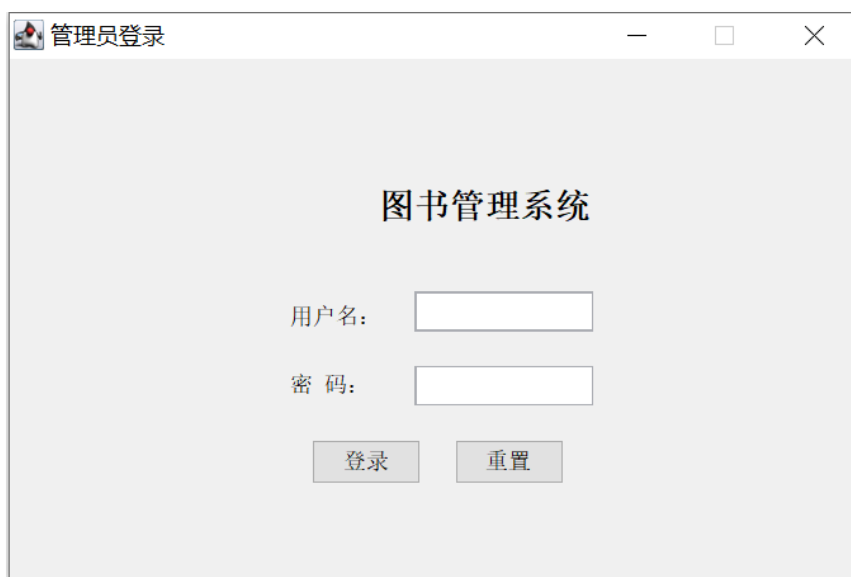 管理员登录
图书管理系统
用户名：
密 码：
登录 重置